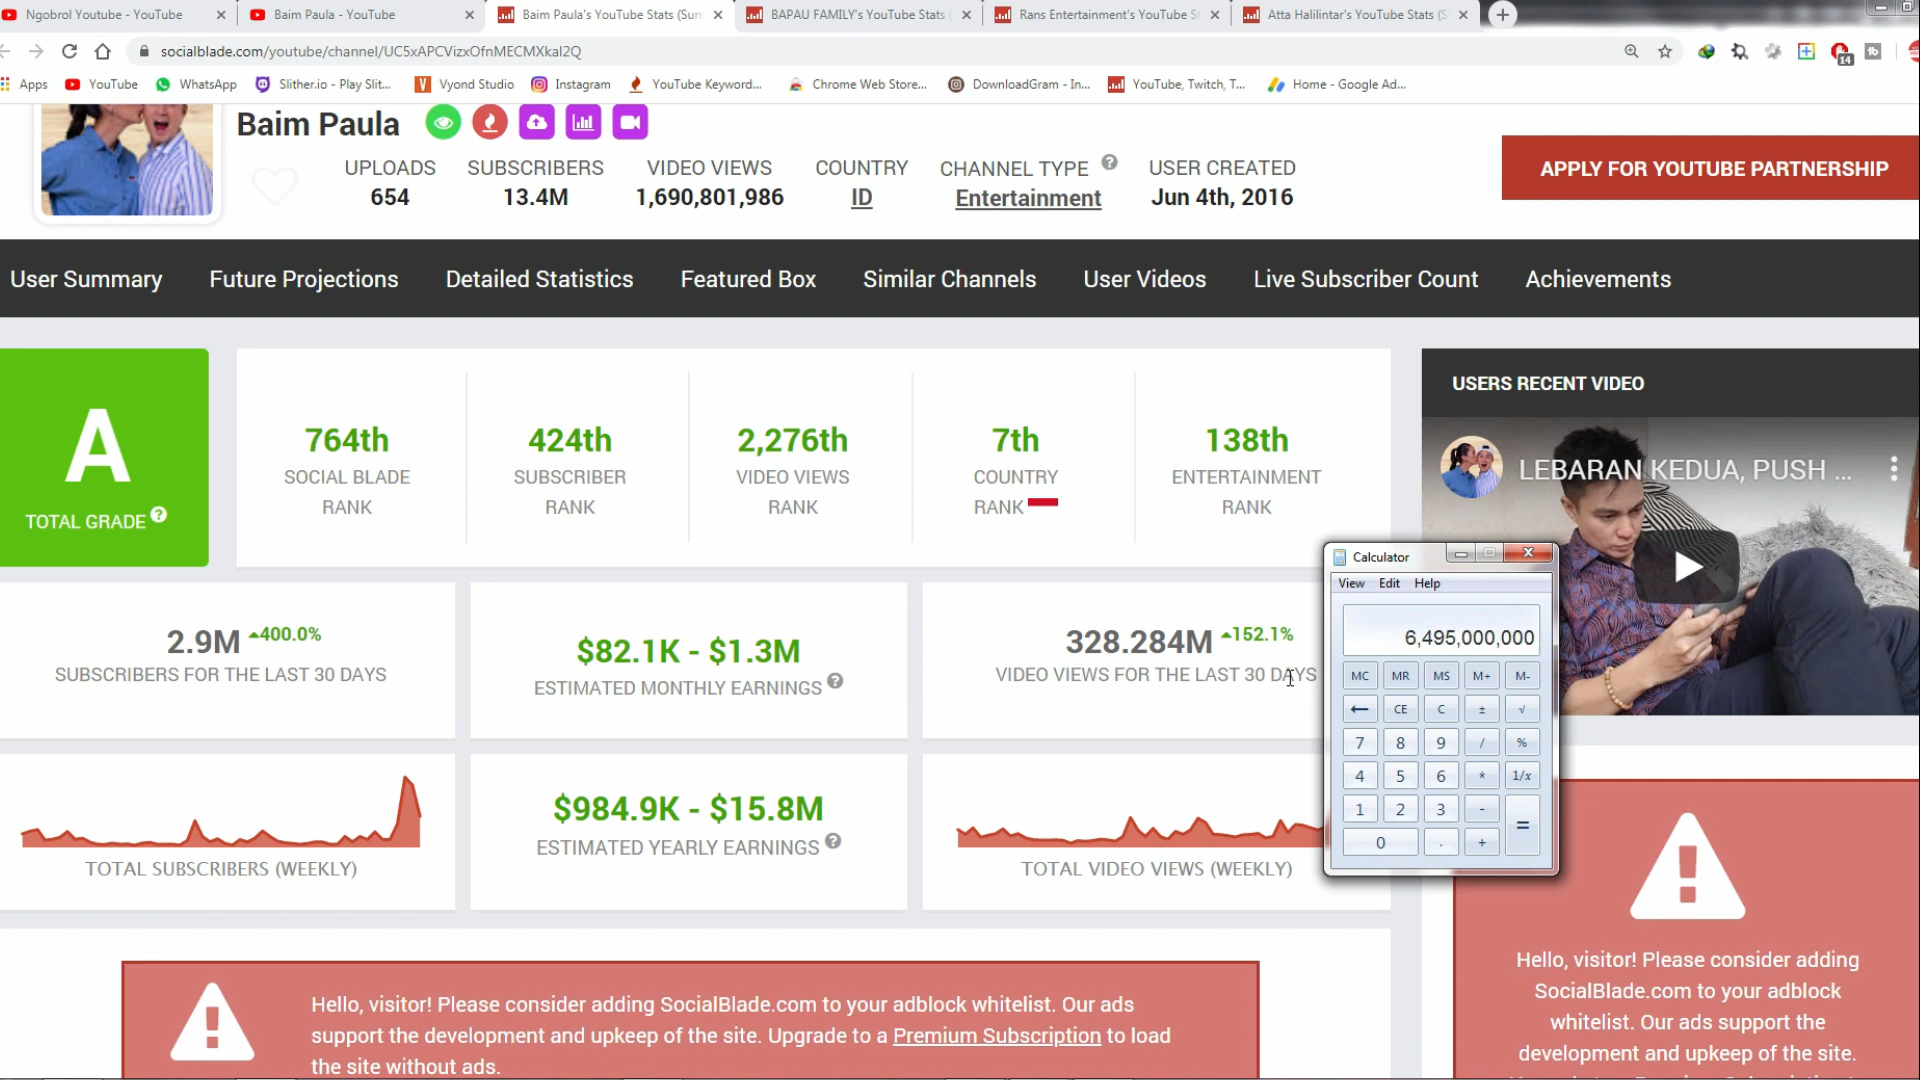 Ngobrol Youtube - YouTube
Baim Paula - YouTube
Baim Paula's YouTube Stats (Sum
BAPAU FAMILY's YouTube Stats
Rans Entertainment's YouTube S
Atta Halilintar's YouTube Stats (S
socialblade.com/youtube/channel/UC5xAPCVizxOfnMECMXkaI2Q
14
Apps
YouTube
WhatsApp
Slither.io - Play Slit...
Vyond Studio
Instagram
YouTube Keyword...
Chrome Web Store...
DownloadGram - In...
YouTube, Twitch, T...
Home - Google Ad...
Baim Paula
UPLOADS
654
SUBSCRIBERS
13.4M
VIDEO VIEWS
1,690,801,986
COUNTRY
ID
CHANNEL TYPE ?
Entertainment
USER CREATED
Jun 4th, 2016
APPLY FOR YOUTUBE PARTNERSHIP
User Summary
Future Projections
Detailed Statistics
Featured Box
Similar Channels
User Videos
Live Subscriber Count
Achievements
A
TOTAL GRADE ?
764th
SOCIAL BLADE
RANK
424th
SUBSCRIBER
RANK
2,276th
VIDEO VIEWS
RANK
7th
COUNTRY
RANK
138th
ENTERTAINMENT
RANK
USERS RECENT VIDEO
LEBARAN KEDUA, PUSH ...
2.9M 400.0%
SUBSCRIBERS FOR THE LAST 30 DAYS
$82.1K - $1.3M
ESTIMATED MONTHLY EARNINGS ?
328.284M 152.1%
VIDEO VIEWS FOR THE LAST 30 DAYS
TOTAL SUBSCRIBERS (WEEKLY)
$984.9K - $15.8M
ESTIMATED YEARLY EARNINGS ?
TOTAL VIDEO VIEWS (WEEKLY)
Calculator
View Edit Help
6,495,000,000
MC MR MS M+ M-
← CE C ± √
7 8 9 / %
4 5 6 * 1/x
1 2 3 - =
0 . +
Hello, visitor! Please consider adding SocialBlade.com to your adblock whitelist. Our ads
support the development and upkeep of the site. Upgrade to a Premium Subscription to load
the site without ads.
Hello, visitor! Please consider adding
SocialBlade.com to your adblock
whitelist. Our ads support the
development and upkeep of the site.